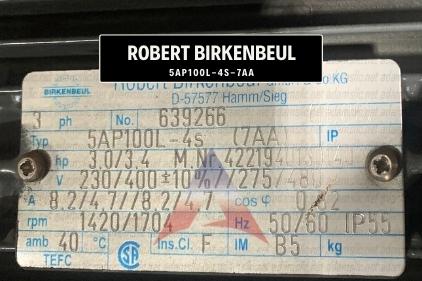 ROBERT BIRKENBEUL
5AP100L-4S-7AA
BIRKENBEUL
D-57577 Hamm/Sieg
3 ph No. 639266
Typ 5AP100L-4s (7AA) IP
hp 3.0/3.4 M.Nr
V 230/400±10%/ 275/480
A 8.2/4.7//8.2/4.7 cos φ
rpm 1420/1704 Hz 50/60 IP55
amb 40 °C Ins.Cl. F IM B5 kg
TEFC